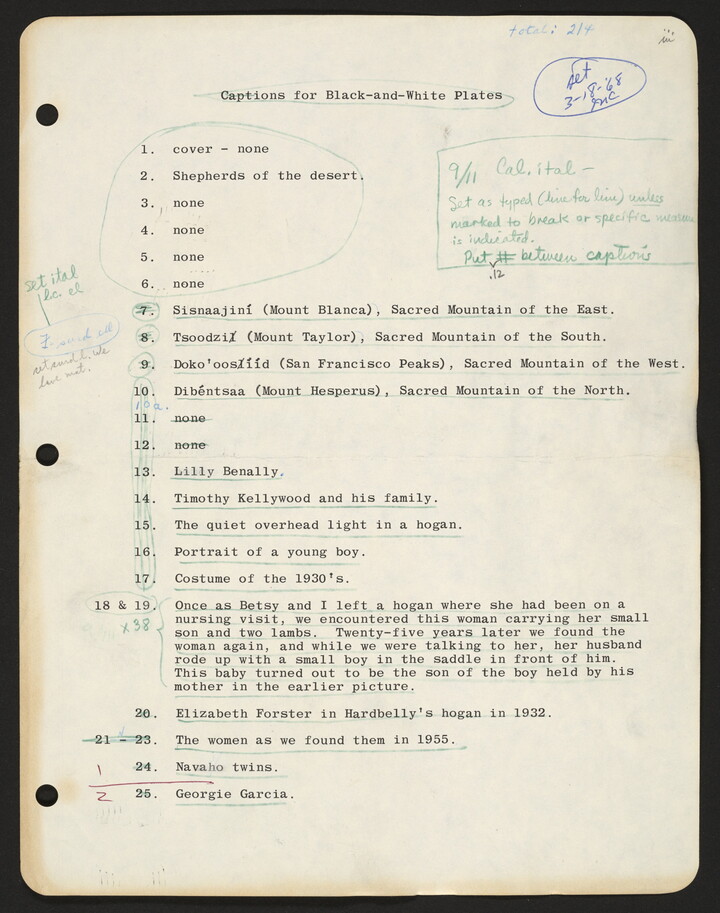 total: 214
iii
Set
3-18-'68
Captions for Black-and-White Plates
1. cover - none
2. Shepherds of the desert.
3. none
4. none
5. none
6. none
9/11 Cal. ital -
Set as typed (line for line) unless
marked to break or specific measure
is indicated.
Put # between captions
.12
set ital
lc. el
7. Sisnaajiní (Mount Blanca), Sacred Mountain of the East.
8. Tsoodził (Mount Taylor), Sacred Mountain of the South.
9. Doko'oosłííd (San Francisco Peaks), Sacred Mountain of the West.
10. Dibéntsaa (Mount Hesperus), Sacred Mountain of the North.
10a.
11. none
12. none
13. Lilly Benally.
14. Timothy Kellywood and his family.
15. The quiet overhead light in a hogan.
16. Portrait of a young boy.
17. Costume of the 1930's.
18 & 19. Once as Betsy and I left a hogan where she had been on a
x38 nursing visit, we encountered this woman carrying her small
son and two lambs. Twenty-five years later we found the
woman again, and while we were talking to her, her husband
rode up with a small boy in the saddle in front of him.
This baby turned out to be the son of the boy held by his
mother in the earlier picture.
20. Elizabeth Forster in Hardbelly's hogan in 1932.
21 - 23. The women as we found them in 1955.
1 24. Navaho twins.
2 25. Georgie Garcia.